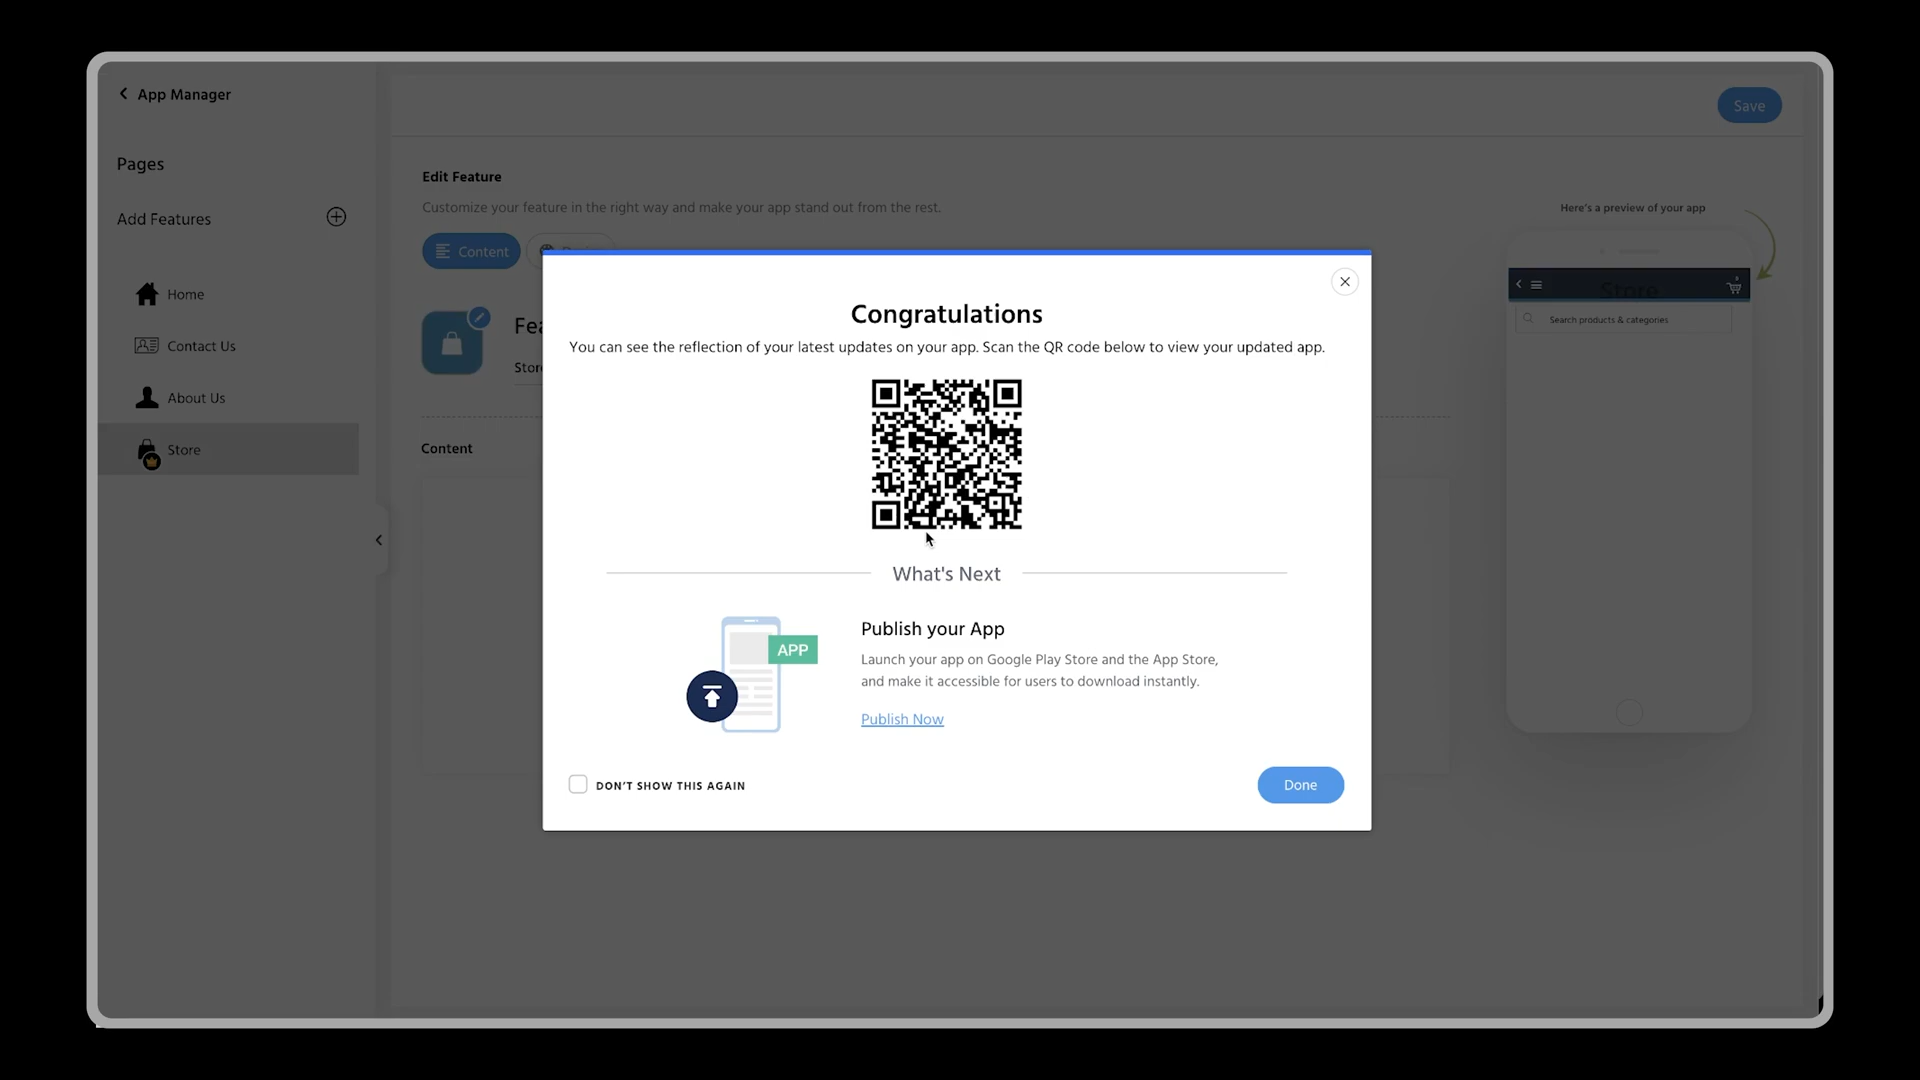 App Manager
Save
Pages
Edit Feature
Add Features
Customize your feature in the right way and make your app stand out from the rest.
Here's a preview of your app
Content
Home
Store
Search products & categories
Contact Us
About Us
Store
Content
Congratulations
You can see the reflection of your latest updates on your app. Scan the QR code below to view your updated app.
What's Next
APP
Publish your App
Launch your app on Google Play Store and the App Store,
and make it accessible for users to download instantly.
Publish Now
DON'T SHOW THIS AGAIN
Done